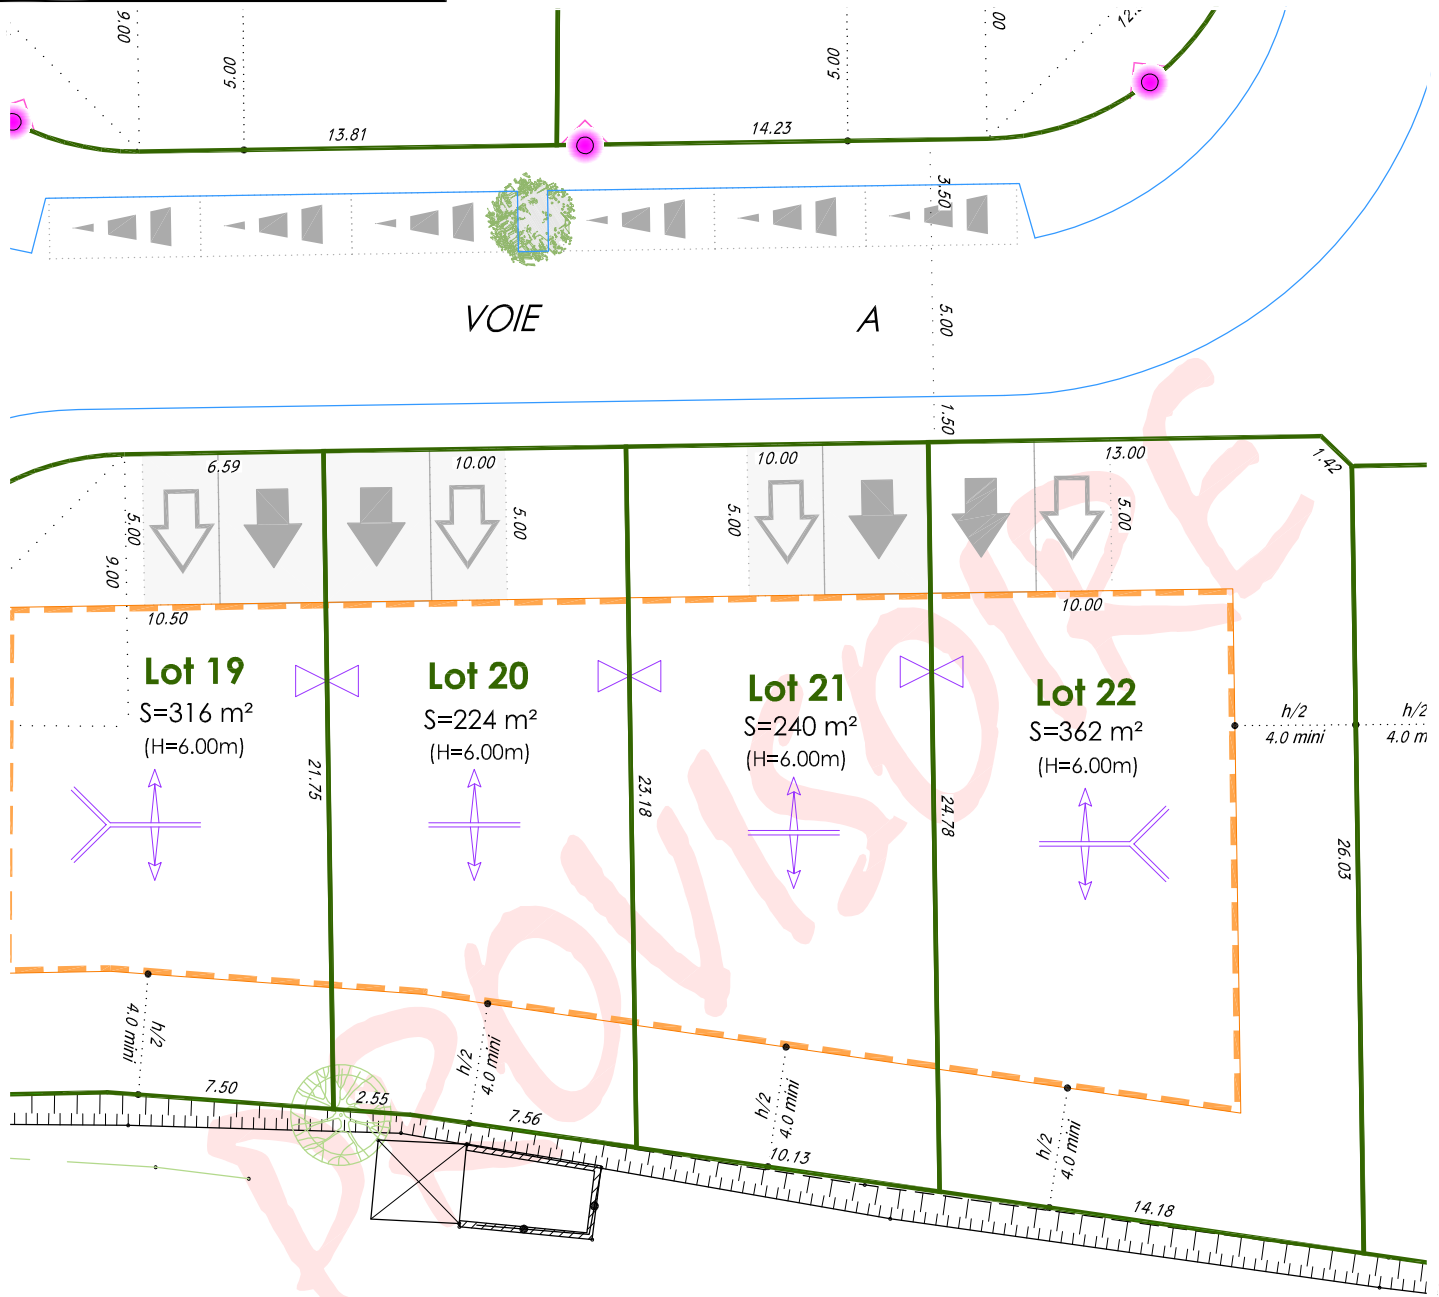 9.00
5.00
5.00
00
12.
13.81
14.23
3.50
VOIE A
5.00
1.50
6.59
10.00
10.00
13.00
1.42
5.00
5.00
5.00
5.00
9.00
10.50
10.00
Lot 19
S=316 m²
(H=6.00m)
Lot 20
S=224 m²
(H=6.00m)
Lot 21
S=240 m²
(H=6.00m)
Lot 22
S=362 m²
(H=6.00m)
h/2
4.0 mini
h/2
4.0 m
21.75
23.18
24.78
26.03
4.0 mini
h/2
h/2
4.0 mini
h/2
4.0 mini
h/2
4.0 mini
7.50
2.55
7.56
10.13
14.18
PROVISOIRE